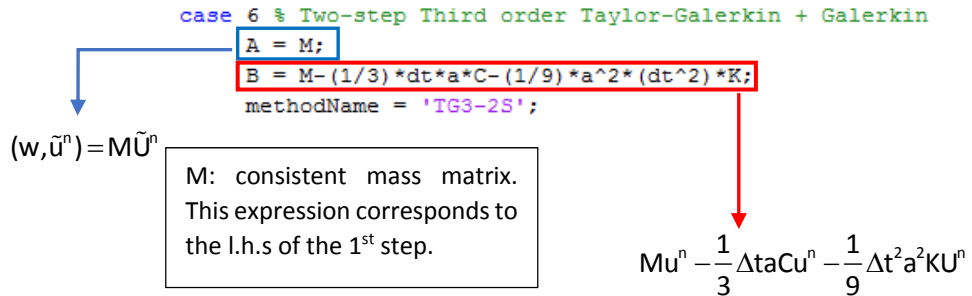 case 6 % Two-step Third order Taylor-Galerkin + Galerkin
A = M;
B = M-(1/3)*dt*a*C-(1/9)*a^2*(dt^2)*K;
methodName = 'TG3-2S';
(w,ũⁿ)=MŨⁿ
M: consistent mass matrix.
This expression corresponds to
the l.h.s of the 1ˢᵗ step.
Muⁿ − 1/3 ΔtaCuⁿ − 1/9 Δt²a²KUⁿ